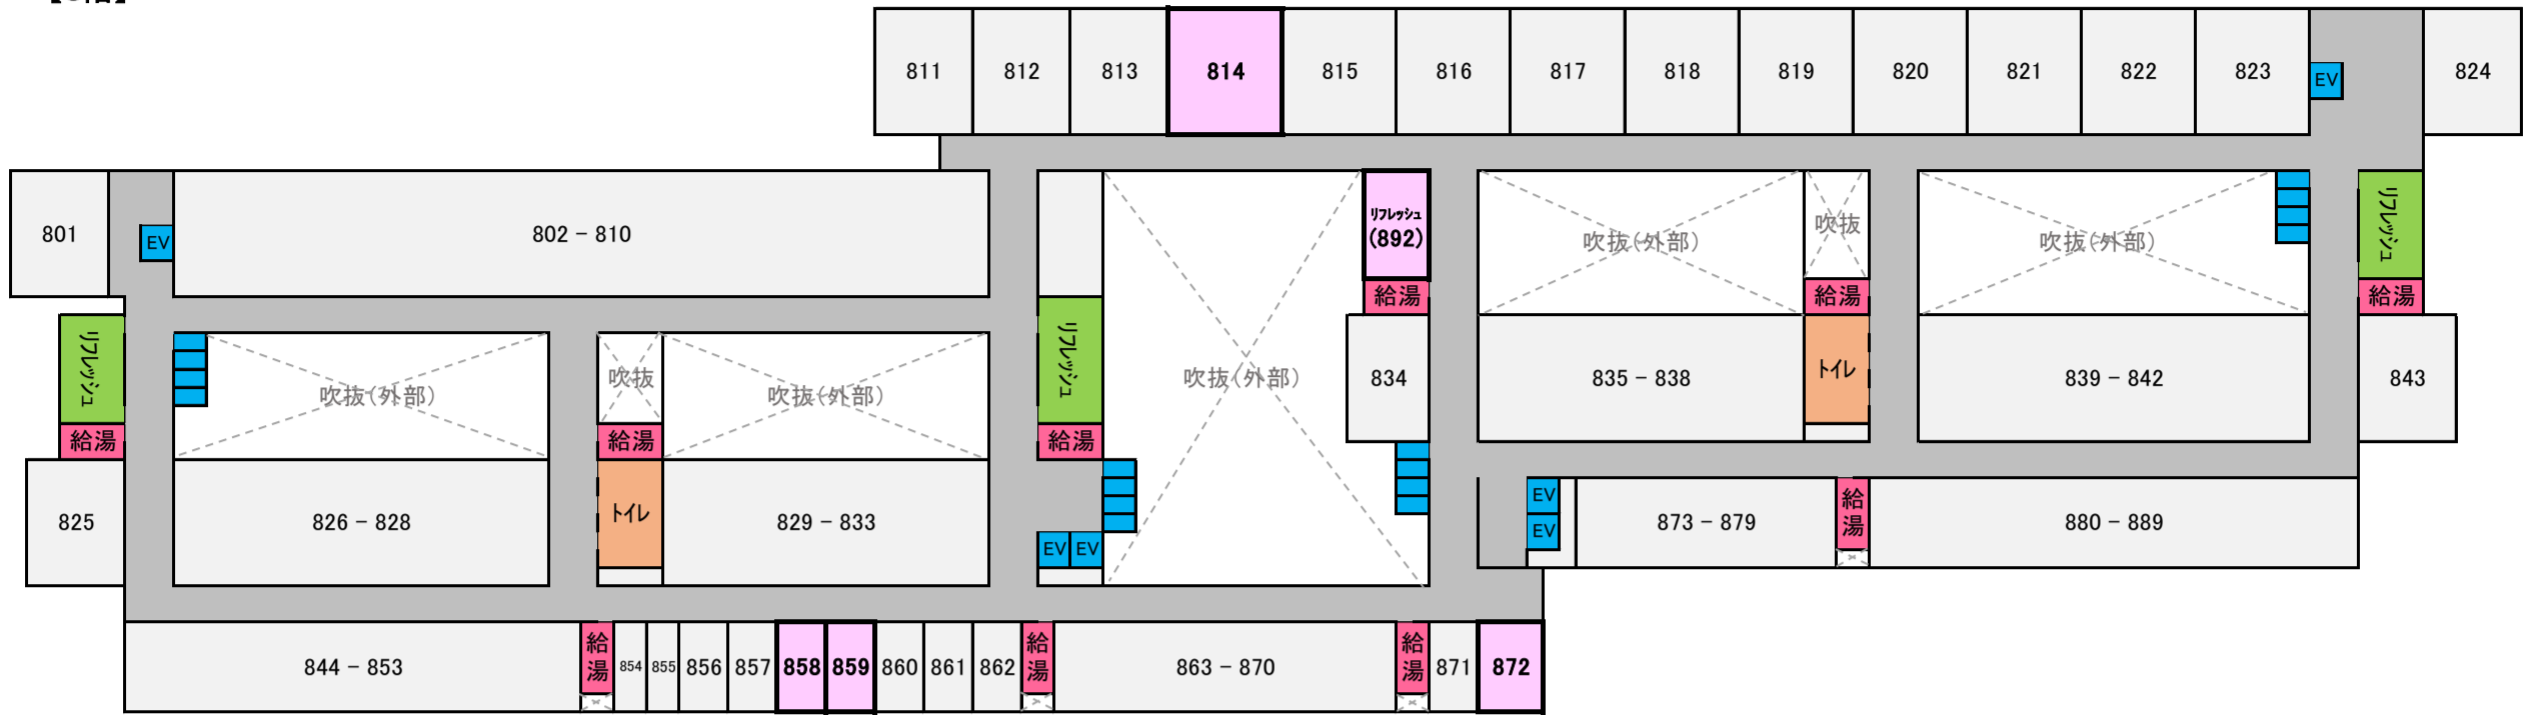 811
812
813
814
815
816
817
818
819
820
821
822
823
EV
824
801
EV
802 − 810
リフレッシュ
(892)
給湯
吹抜(外部)
吹抜
給湯
吹抜(外部)
リフレッシュ
給湯
リフレッシュ
給湯
吹抜(外部)
吹抜
給湯
吹抜(外部)
リフレッシュ
給湯
吹抜(外部)
834
835 − 838
トイレ
839 − 842
843
825
826 − 828
トイレ
829 − 833
EV
EV
EV
EV
873 − 879
給湯
880 − 889
844 − 853
給湯
854
855
856
857
858
859
860
861
862
給湯
863 − 870
給湯
871
872